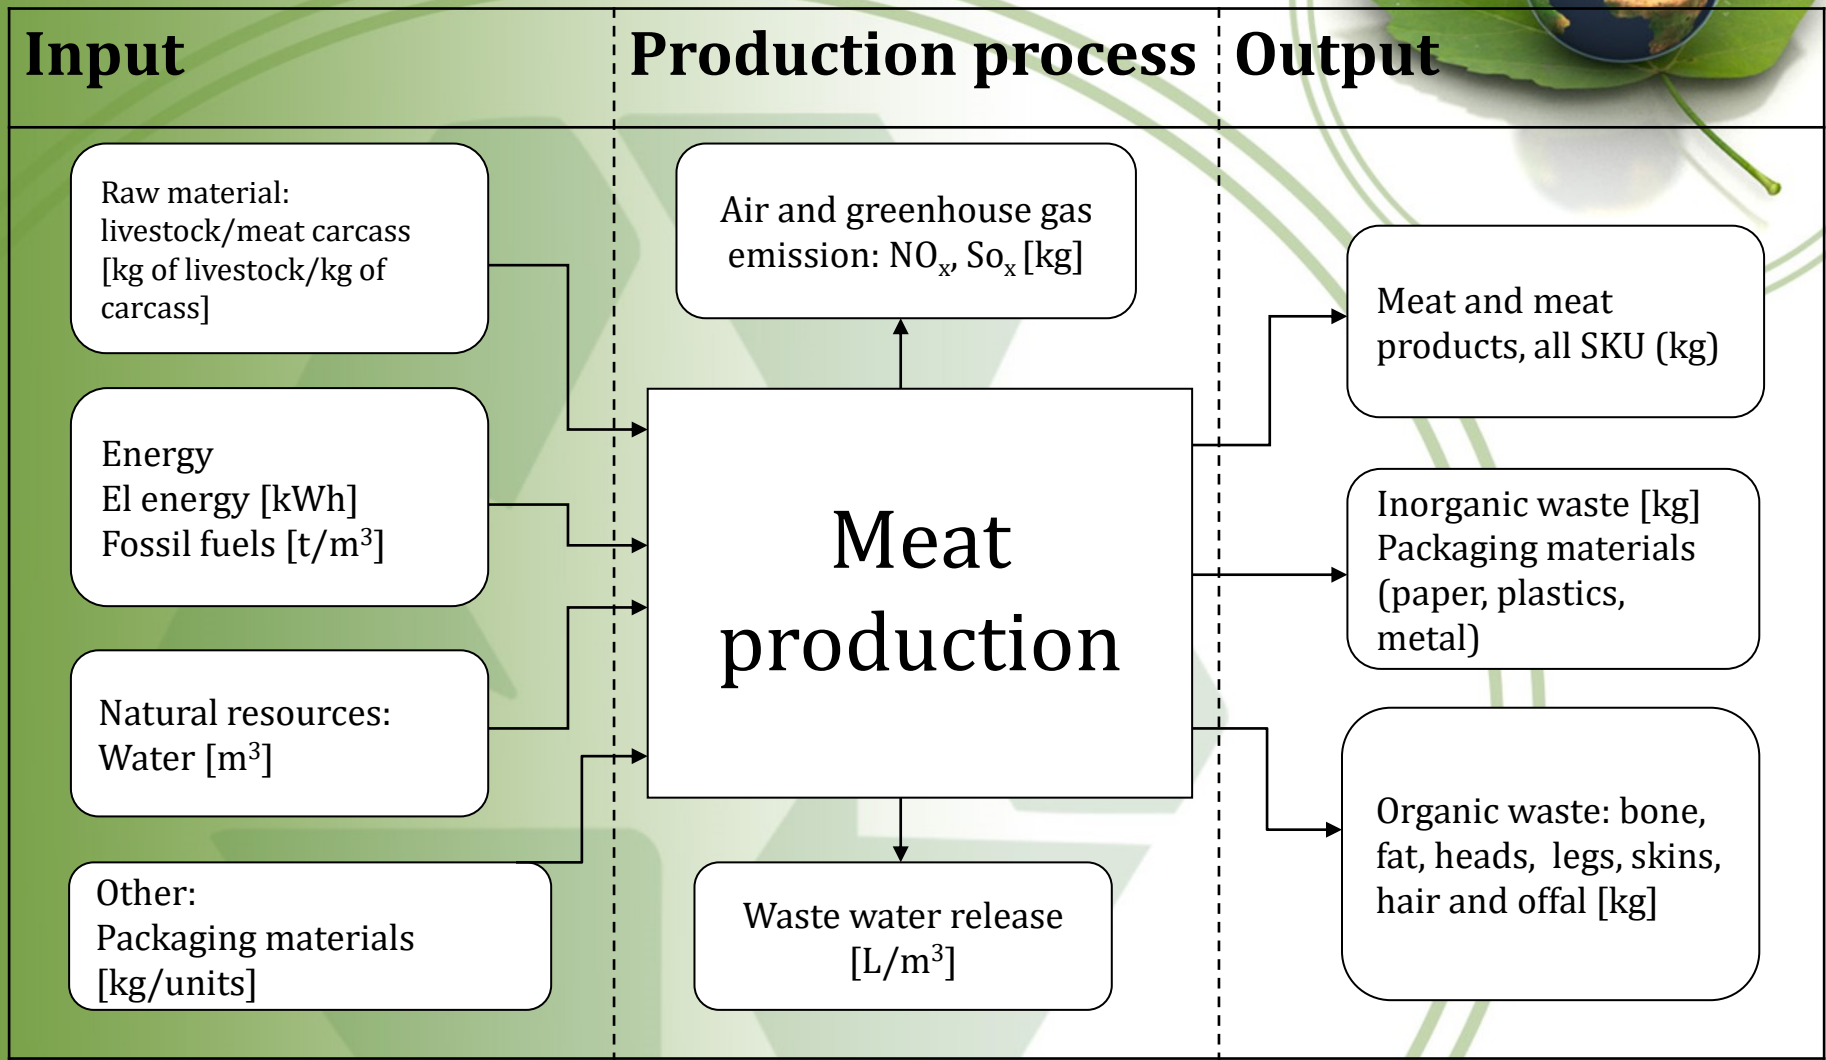 Input
Production process
Output
Raw material:
livestock/meat carcass
[kg of livestock/kg of
carcass]
Energy
El energy [kWh]
Fossil fuels [t/m³]
Natural resources:
Water [m³]
Other:
Packaging materials
[kg/units]
Air and greenhouse gas
emission: NOₓ, Soₓ [kg]
Meat
production
Waste water release
[L/m³]
Meat and meat
products, all SKU (kg)
Inorganic waste [kg]
Packaging materials
(paper, plastics,
metal)
Organic waste: bone,
fat, heads,  legs, skins,
hair and offal [kg]